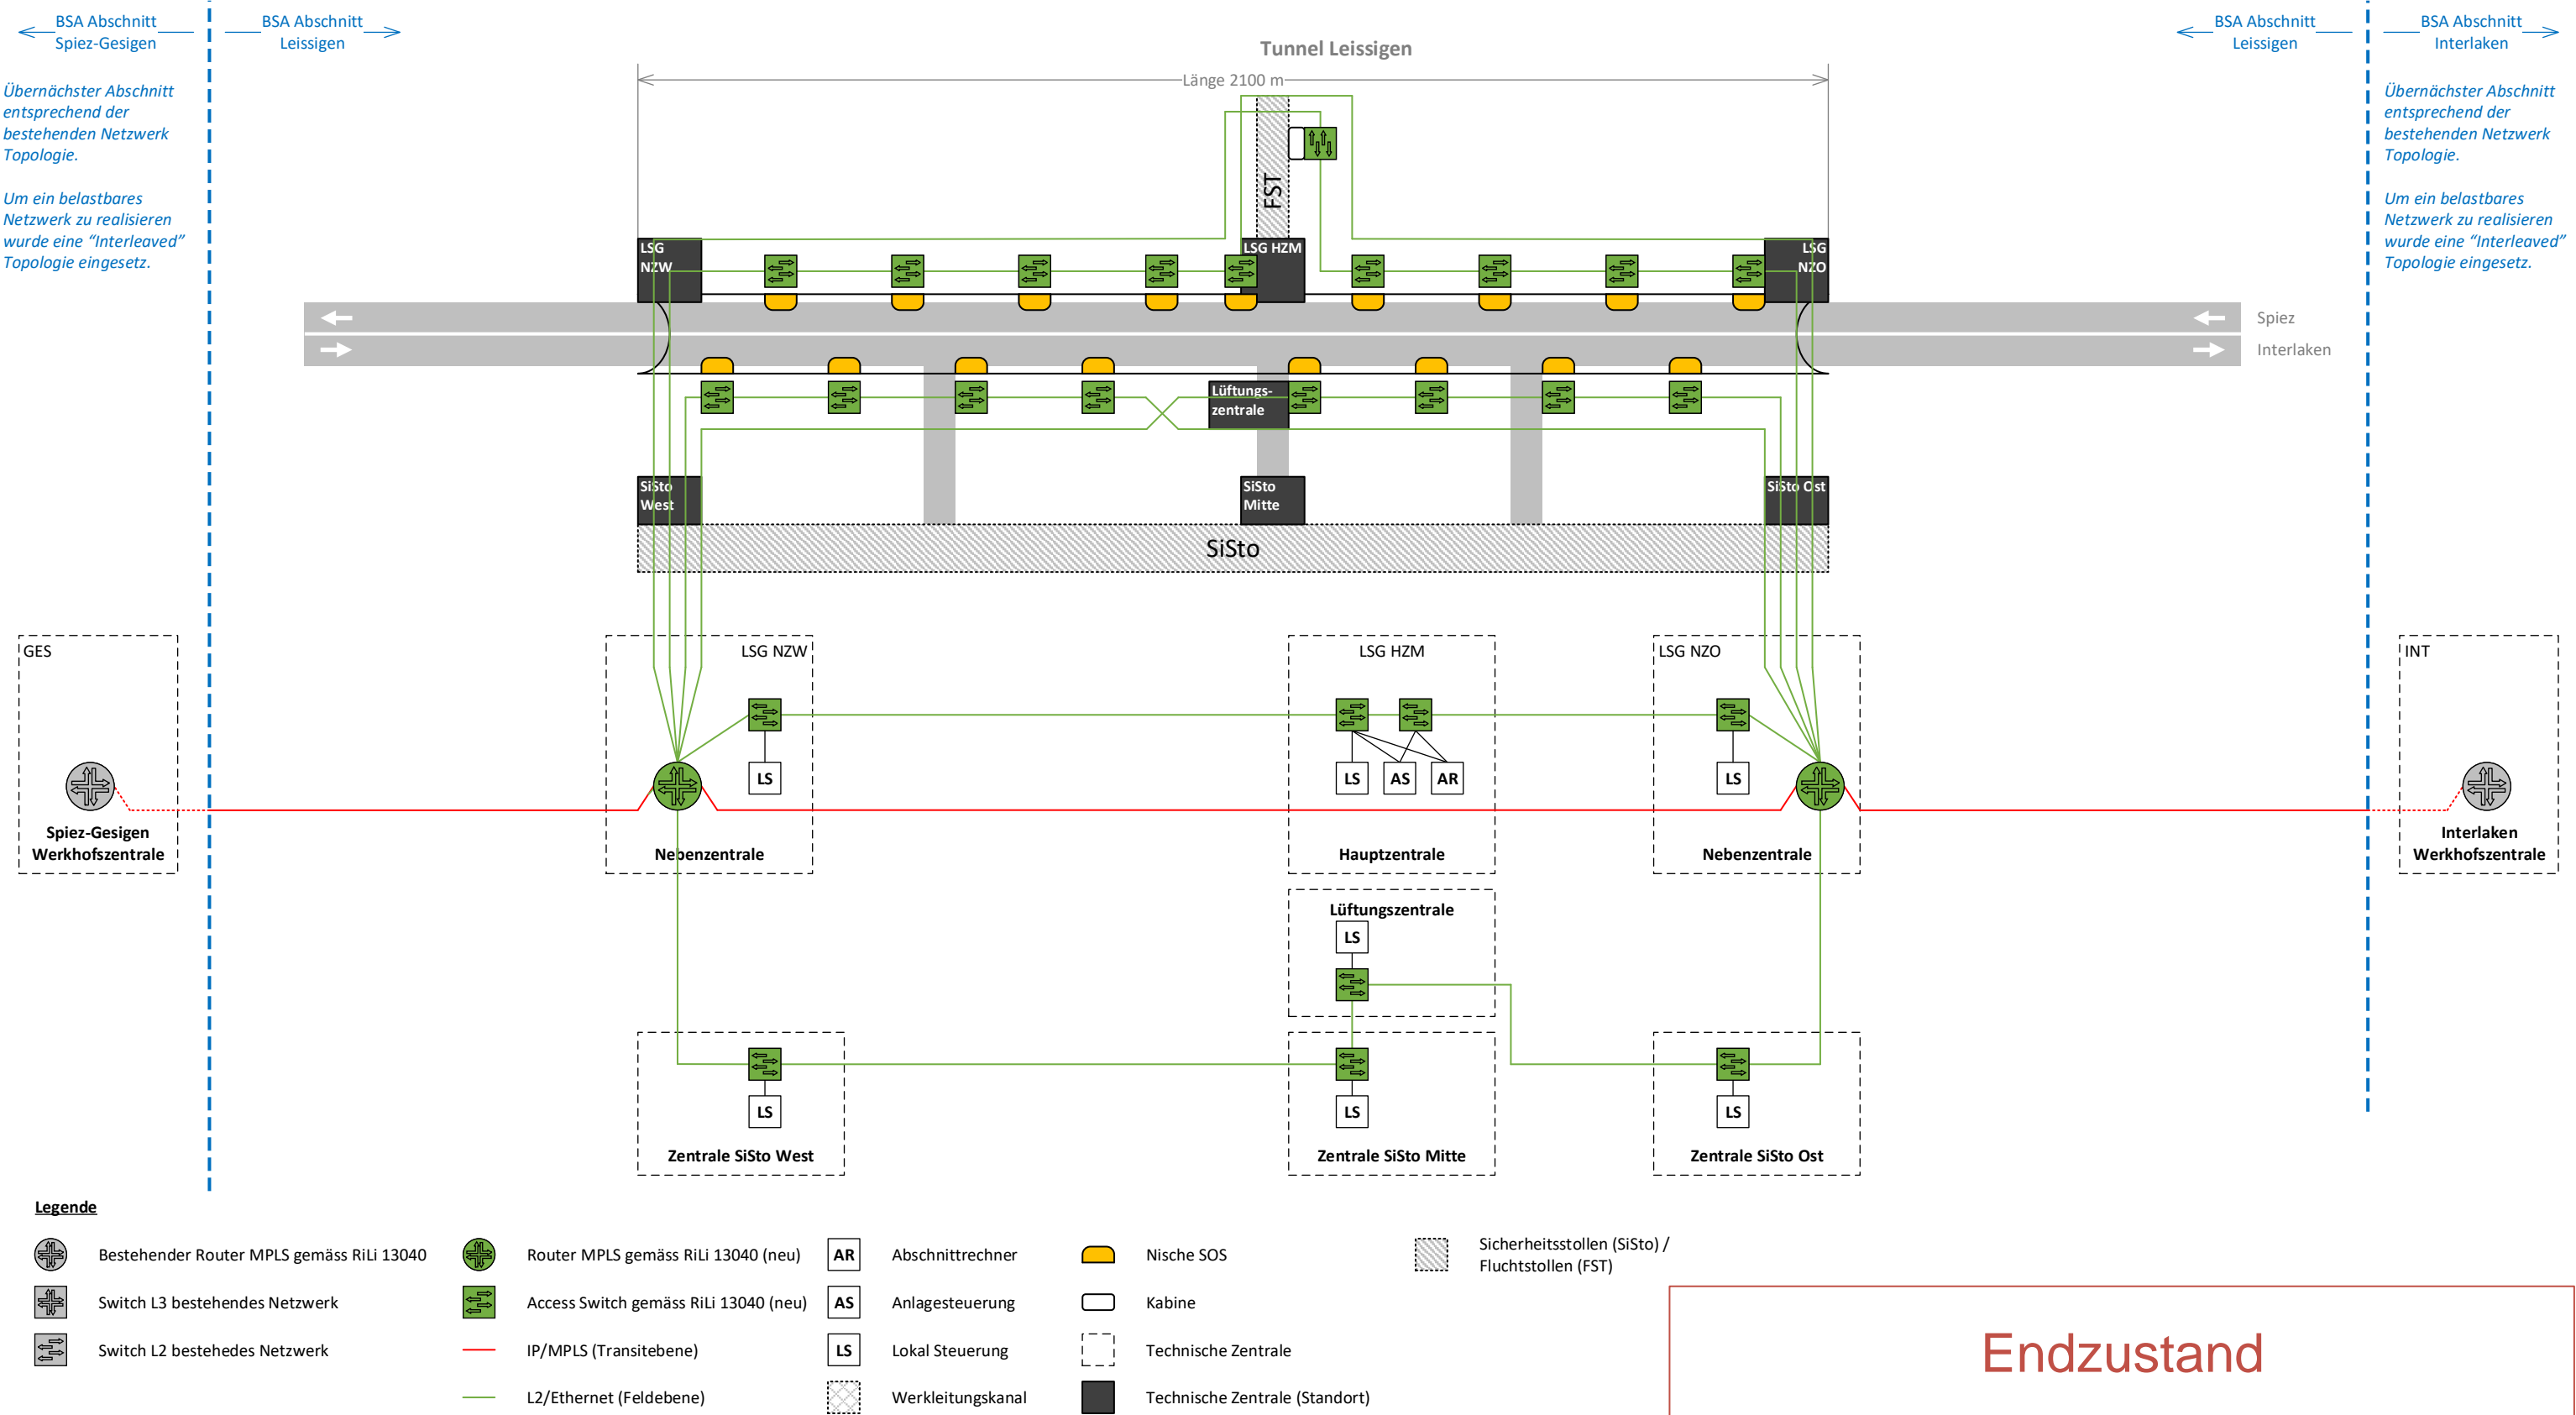 BSA Abschnitt
Spiez-Gesigen
BSA Abschnitt
Leissigen
BSA Abschnitt
Leissigen
BSA Abschnitt
Interlaken
Übernächster Abschnitt
entsprechend der
bestehenden Netzwerk
Topologie.
Um ein belastbares
Netzwerk zu realisieren
wurde eine “Interleaved”
Topologie eingesetz.
Tunnel Leissigen
Länge 2100 m
Übernächster Abschnitt
entsprechend der
bestehenden Netzwerk
Topologie.
Um ein belastbares
Netzwerk zu realisieren
wurde eine “Interleaved”
Topologie eingesetz.
FST
LSG
NZW
LSG HZM
LSG
NZO
Spiez
Interlaken
Lüftungs-
zentrale
SiSto
West
SiSto
Mitte
SiSto Ost
SiSto
GES
LSG NZW
LSG HZM
LSG NZO
INT
LS
LS
AS
AR
LS
Spiez-Gesigen
Werkhofszentrale
Nebenzentrale
Hauptzentrale
Nebenzentrale
Interlaken
Werkhofszentrale
Lüftungszentrale
LS
LS
LS
LS
Zentrale SiSto West
Zentrale SiSto Mitte
Zentrale SiSto Ost
Legende
Bestehender Router MPLS gemäss RiLi 13040
Switch L3 bestehendes Netzwerk
Switch L2 bestehedes Netzwerk
Router MPLS gemäss RiLi 13040 (neu)
Access Switch gemäss RiLi 13040 (neu)
IP/MPLS (Transitebene)
L2/Ethernet (Feldebene)
AR Abschnittrechner
AS Anlagesteuerung
LS Lokal Steuerung
Werkleitungskanal
Nische SOS
Kabine
Technische Zentrale
Technische Zentrale (Standort)
Sicherheitsstollen (SiSto) /
Fluchtstollen (FST)
Endzustand